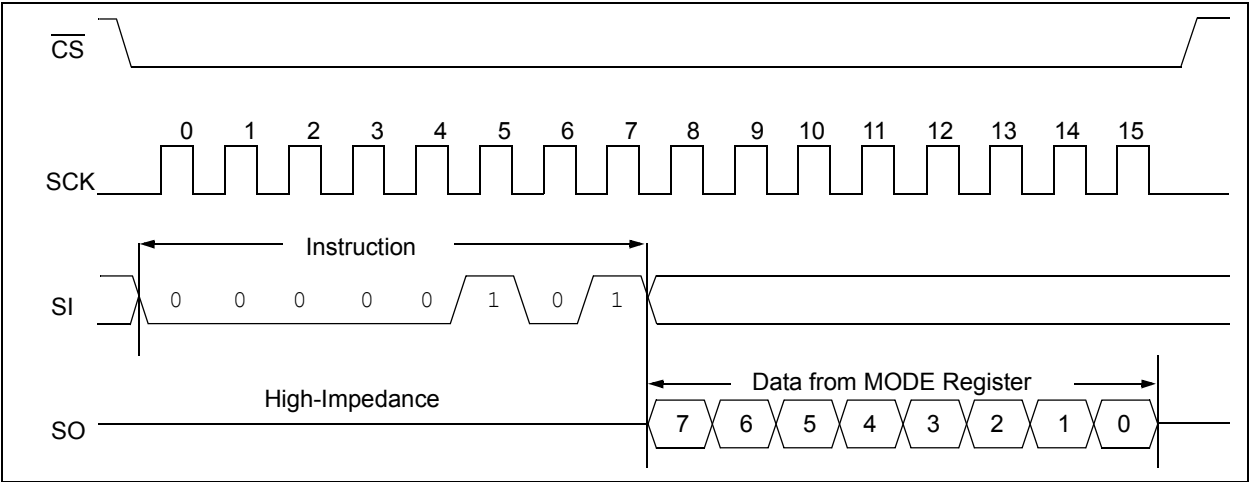 CS
0 1 2 3 4 5 6 7 8 9 10 11 12 13 14 15
SCK
Instruction
SI 0 0 0 0 0 1 0 1
Data from MODE Register
High-Impedance
SO 7 6 5 4 3 2 1 0